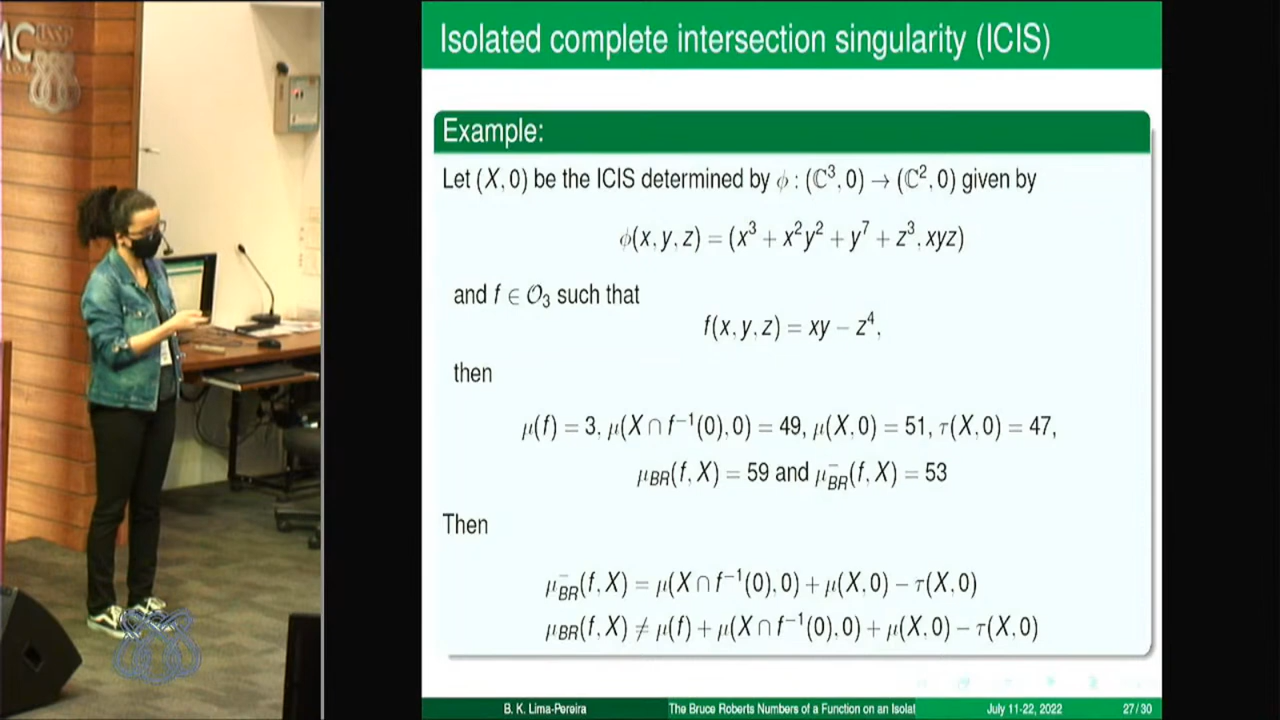 Isolated complete intersection singularity (ICIS)
Example:
Let (X, 0) be the ICIS determined by ϕ : (ℂ³, 0) → (ℂ², 0) given by
ϕ(x, y, z) = (x³ + x²y² + y⁷ + z³, xyz)
and f ∈ 𝒪₃ such that
f(x, y, z) = xy − z⁴,
then
μ(f) = 3, μ(X ∩ f⁻¹(0), 0) = 49, μ(X, 0) = 51, τ(X, 0) = 47,
μ_BR(f, X) = 59 and μ⁻_BR(f, X) = 53
Then
μ⁻_BR(f, X) = μ(X ∩ f⁻¹(0), 0) + μ(X, 0) − τ(X, 0)
μ_BR(f, X) ≠ μ(f) + μ(X ∩ f⁻¹(0), 0) + μ(X, 0) − τ(X, 0)
B. K. Lima-Pereira The Bruce Roberts Numbers of a Function on an Isolat July 11-22, 2022 27 / 30